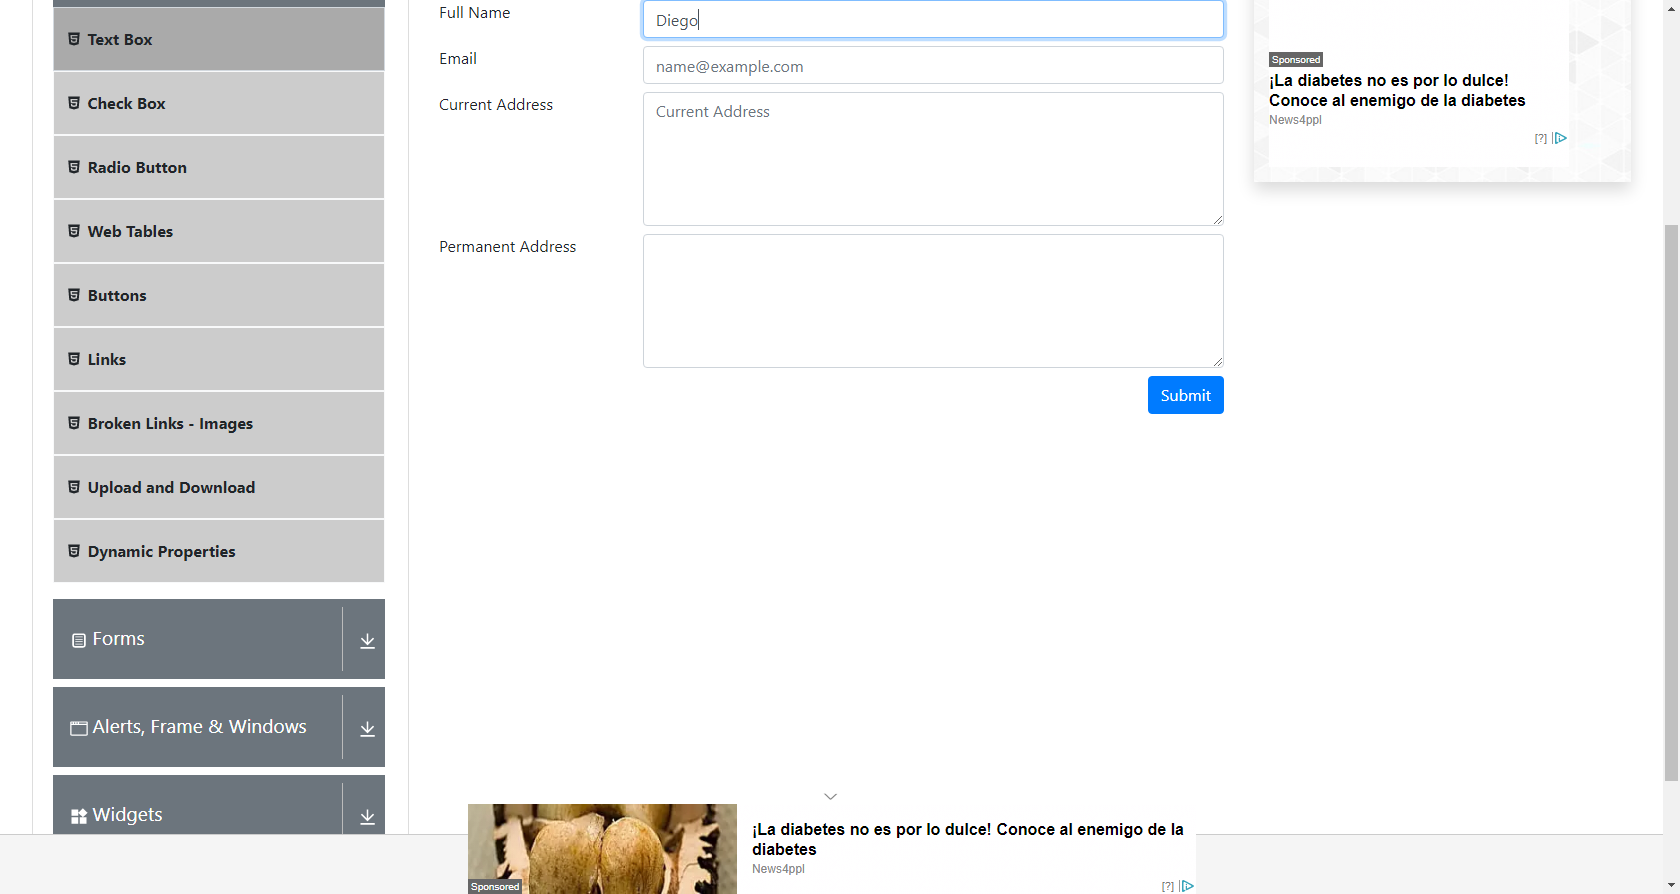 Text Box
Check Box
Radio Button
Web Tables
Buttons
Links
Broken Links - Images
Upload and Download
Dynamic Properties
Forms
Alerts, Frame & Windows
Widgets
Full Name
Diego
Email
name@example.com
Current Address
Current Address
Permanent Address
Submit
Sponsored
¡La diabetes no es por lo dulce!
Conoce al enemigo de la diabetes
News4ppl
[?]
¡La diabetes no es por lo dulce! Conoce al enemigo de la
diabetes
News4ppl
Sponsored
[?]